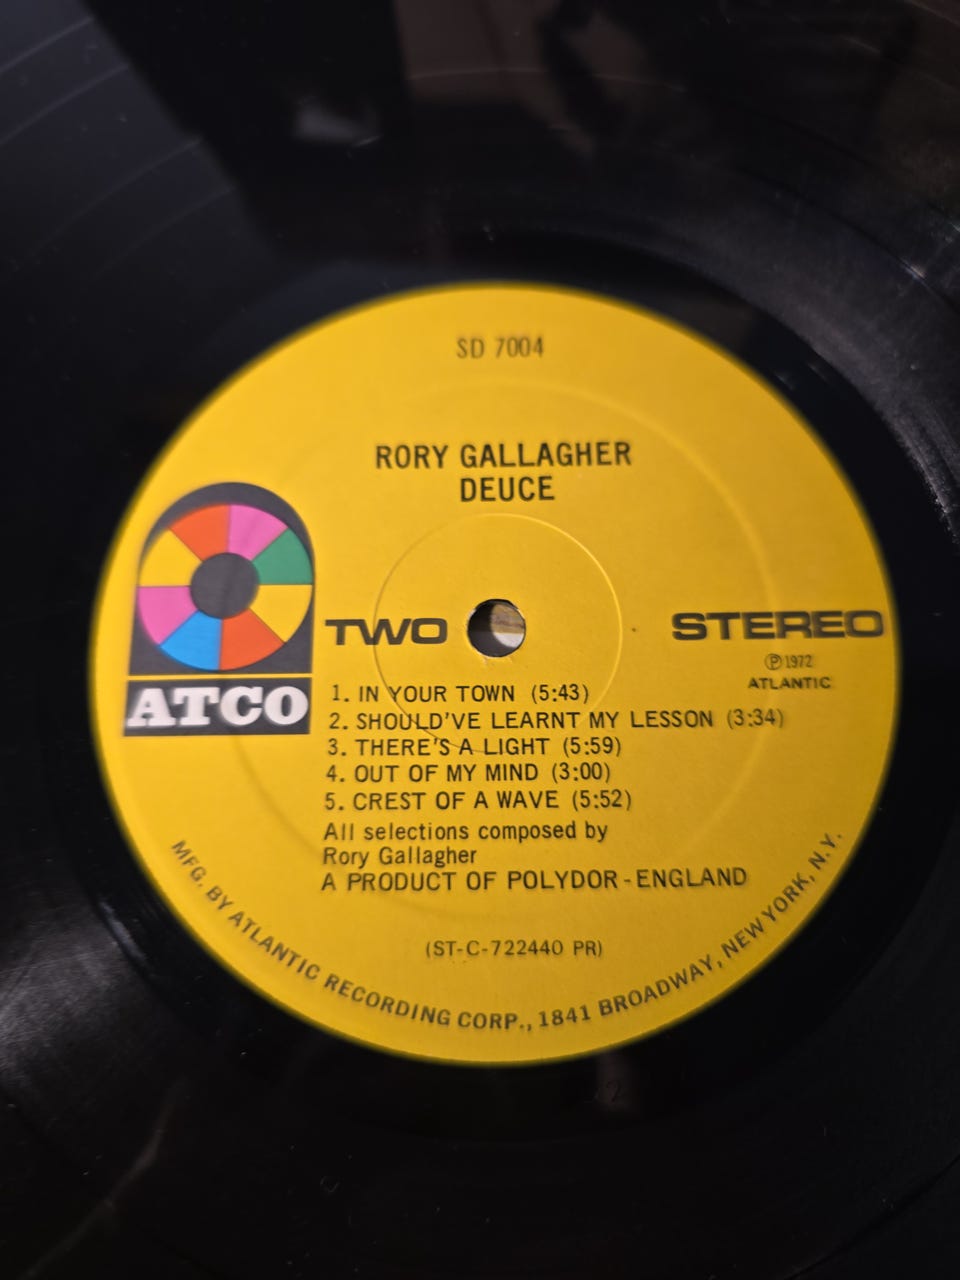 SD 7004
RORY GALLAGHER
DEUCE
ATCO
TWO
STEREO
Ⓟ1972
ATLANTIC
1. IN YOUR TOWN (5:43)
2. SHOULD'VE LEARNT MY LESSON (3:34)
3. THERE'S A LIGHT (5:59)
4. OUT OF MY MIND (3:00)
5. CREST OF A WAVE (5:52)
All selections composed by
Rory Gallagher
A PRODUCT OF POLYDOR-ENGLAND
(ST-C-722440 PR)
MFG. BY ATLANTIC RECORDING CORP., 1841 BROADWAY, NEW YORK, N.Y.